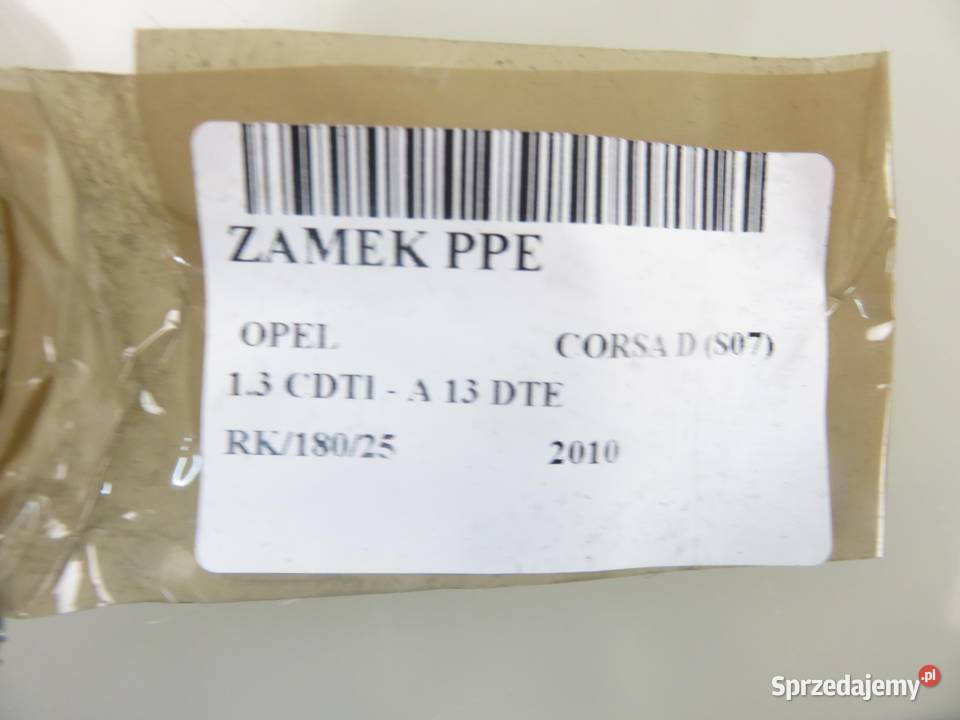 ZAMEK PPE
OPEL CORSA D (S07)
1.3 CDTI - A 13 DTE
RK/180/25 2010
Sprzedajemy.pl